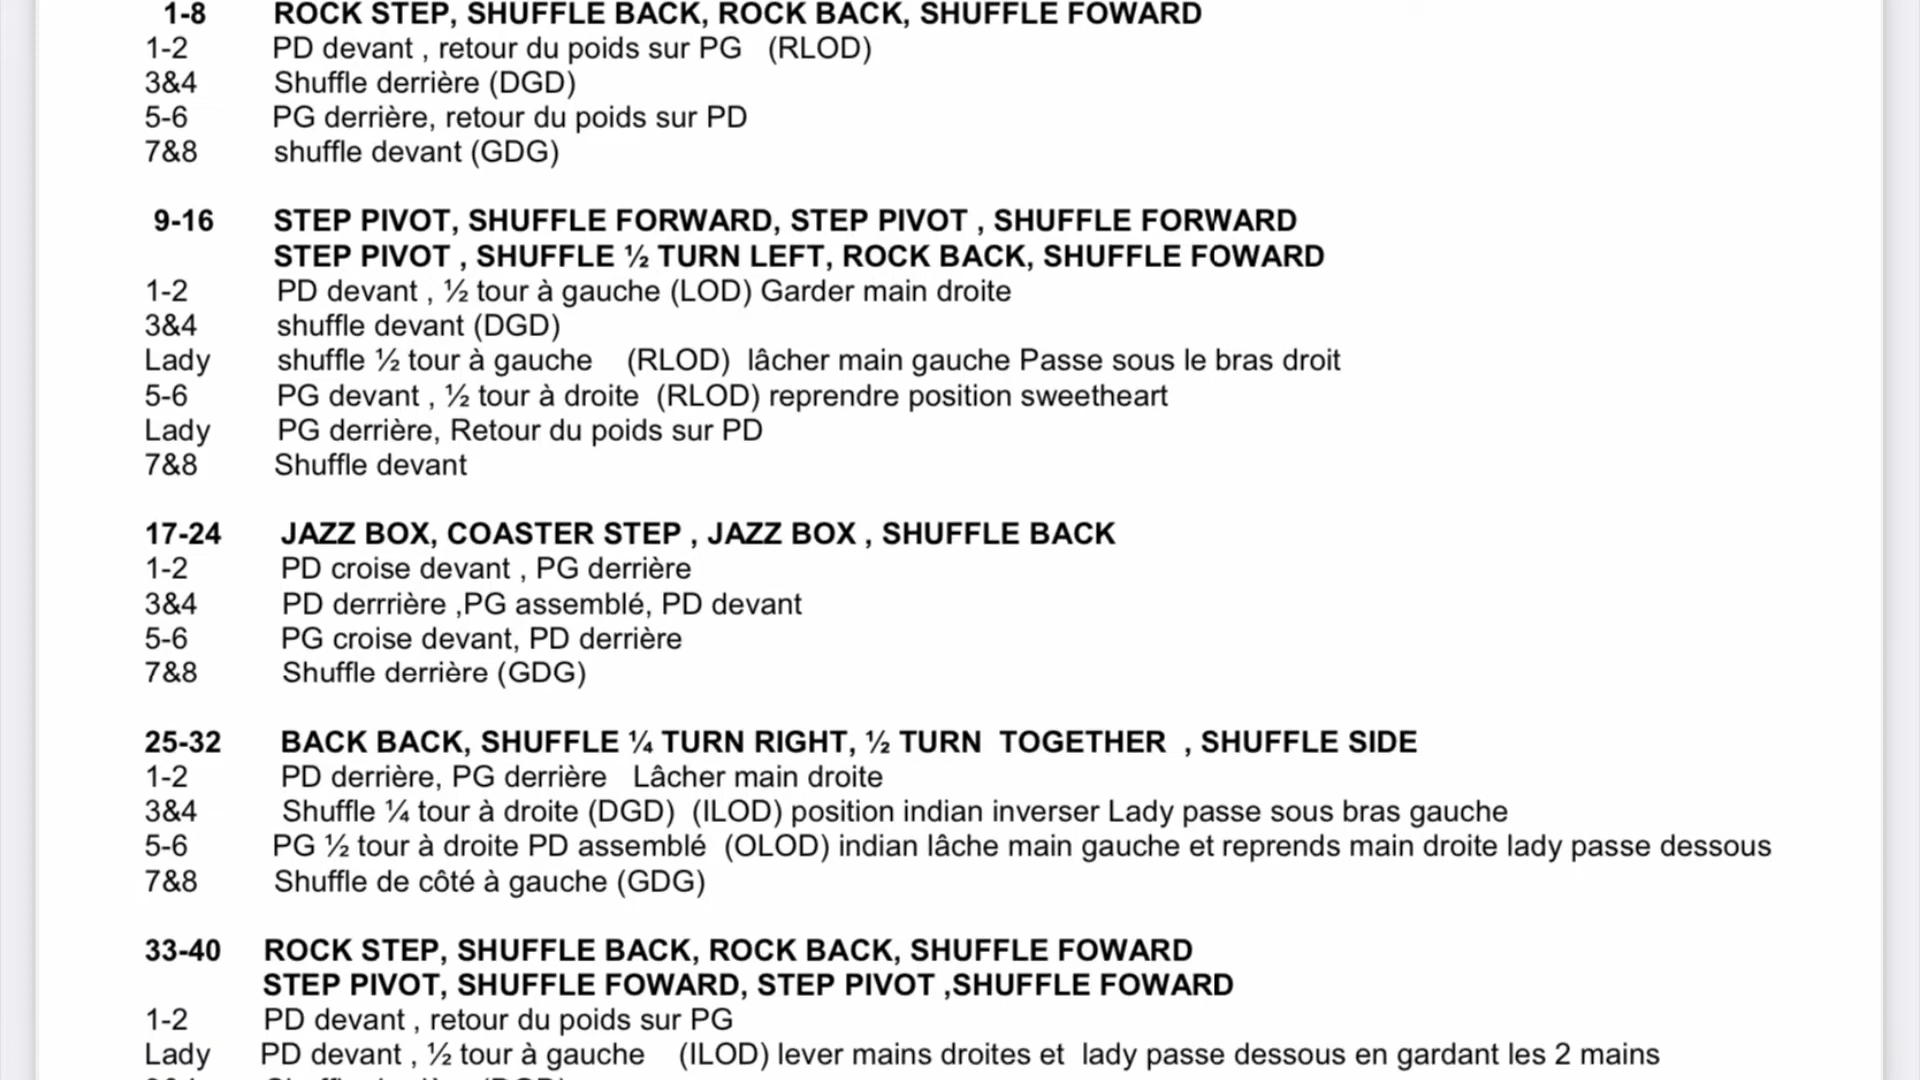 1-8 ROCK STEP, SHUFFLE BACK, ROCK BACK, SHUFFLE FOWARD
1-2 PD devant , retour du poids sur PG (RLOD)
3&4 Shuffle derrière (DGD)
5-6 PG derrière, retour du poids sur PD
7&8 shuffle devant (GDG)
9-16 STEP PIVOT, SHUFFLE FORWARD, STEP PIVOT , SHUFFLE FORWARD
STEP PIVOT , SHUFFLE ½ TURN LEFT, ROCK BACK, SHUFFLE FOWARD
1-2 PD devant , ½ tour à gauche (LOD) Garder main droite
3&4 shuffle devant (DGD)
Lady shuffle ½ tour à gauche (RLOD) lâcher main gauche Passe sous le bras droit
5-6 PG devant , ½ tour à droite (RLOD) reprendre position sweetheart
Lady PG derrière, Retour du poids sur PD
7&8 Shuffle devant
17-24 JAZZ BOX, COASTER STEP , JAZZ BOX , SHUFFLE BACK
1-2 PD croise devant , PG derrière
3&4 PD derrrière ,PG assemblé, PD devant
5-6 PG croise devant, PD derrière
7&8 Shuffle derrière (GDG)
25-32 BACK BACK, SHUFFLE ¼ TURN RIGHT, ½ TURN TOGETHER , SHUFFLE SIDE
1-2 PD derrière, PG derrière Lâcher main droite
3&4 Shuffle ¼ tour à droite (DGD) (ILOD) position indian inverser Lady passe sous bras gauche
5-6 PG ½ tour à droite PD assemblé (OLOD) indian lâche main gauche et reprends main droite lady passe dessous
7&8 Shuffle de côté à gauche (GDG)
33-40 ROCK STEP, SHUFFLE BACK, ROCK BACK, SHUFFLE FOWARD
STEP PIVOT, SHUFFLE FOWARD, STEP PIVOT ,SHUFFLE FOWARD
1-2 PD devant , retour du poids sur PG
Lady PD devant , ½ tour à gauche (ILOD) lever mains droites et lady passe dessous en gardant les 2 mains